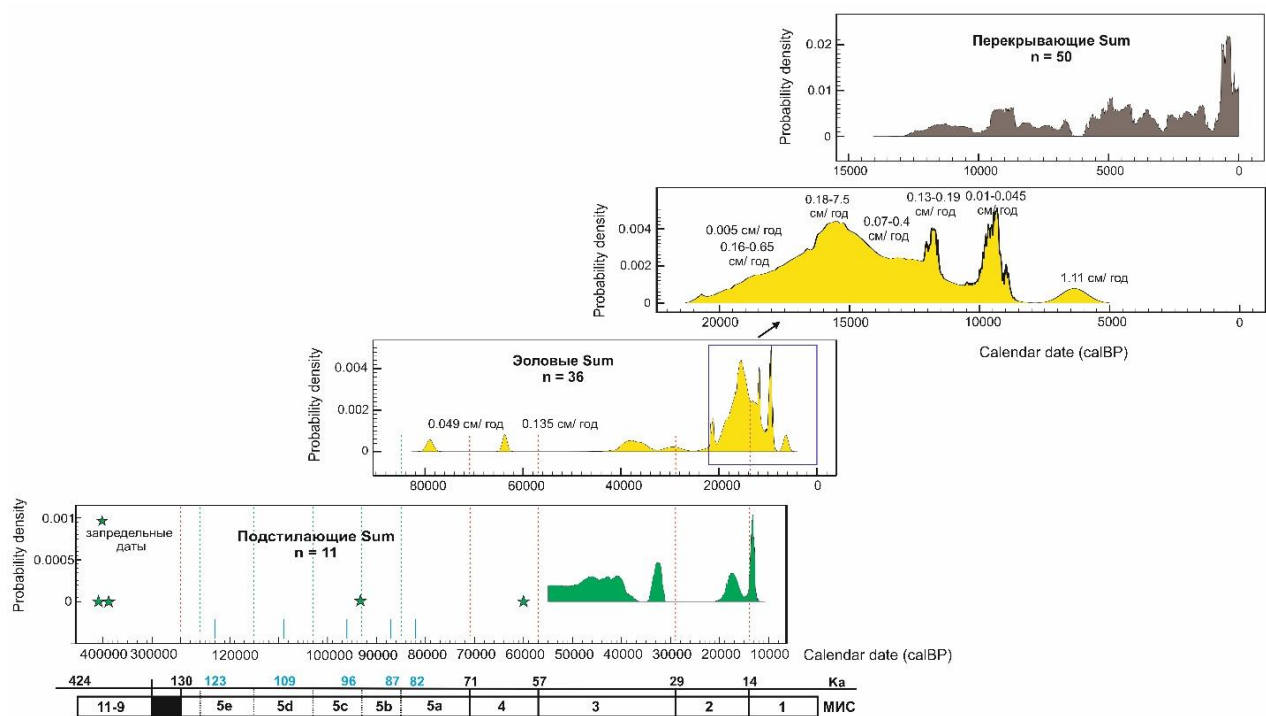 Перекрывающие Sum
n = 50
Probability density
0.02
0.01
0
15000 10000 5000 0
0.18-7.5
см/ год
0.13-0.19
см/ год
0.01-0.045
см/ год
0.005 см/ год
0.16-0.65
см/ год
0.07-0.4
см/ год
1.11 см/ год
Probability density
0.004
0.002
0
20000 15000 10000 5000 0
Calendar date (calBP)
Эоловые Sum
n = 36
Probability density
0.004
0.002
0
0.049 см/ год 0.135 см/ год
80000 60000 40000 20000 0
Probability density
0.001
0.0005
0
запредельные
даты
Подстилающие Sum
n = 11
400000 300000 120000 100000 90000 80000 70000 60000 50000 40000 30000 20000 10000 Calendar date (calBP)
424 130 123 109 96 87 82 71 57 29 14 Ka
11-9 5e 5d 5c 5b 5a 4 3 2 1 МИС